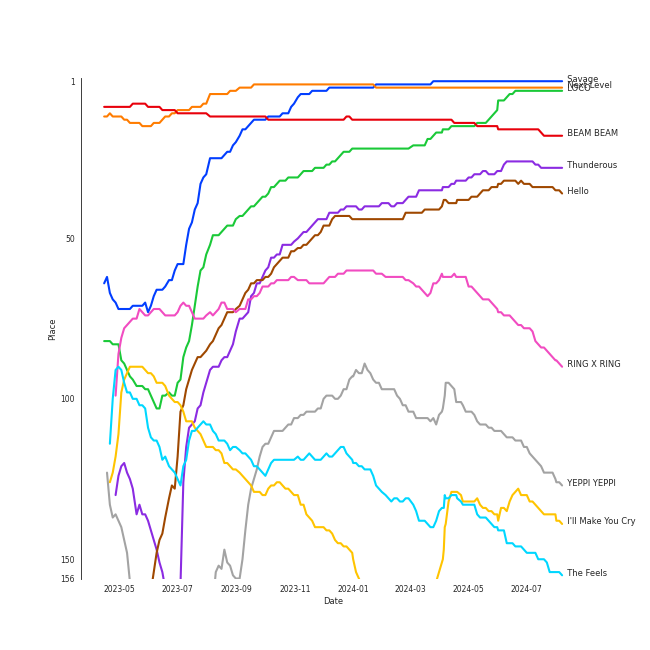 1
50
100
150
156
Place
2023-05
2023-07
2023-09
2023-11
2024-01
2024-03
2024-05
2024-07
Date
Savage
Next Level
LOCO
BEAM BEAM
Thunderous
Hello
RING X RING
YEPPI YEPPI
I'll Make You Cry
The Feels